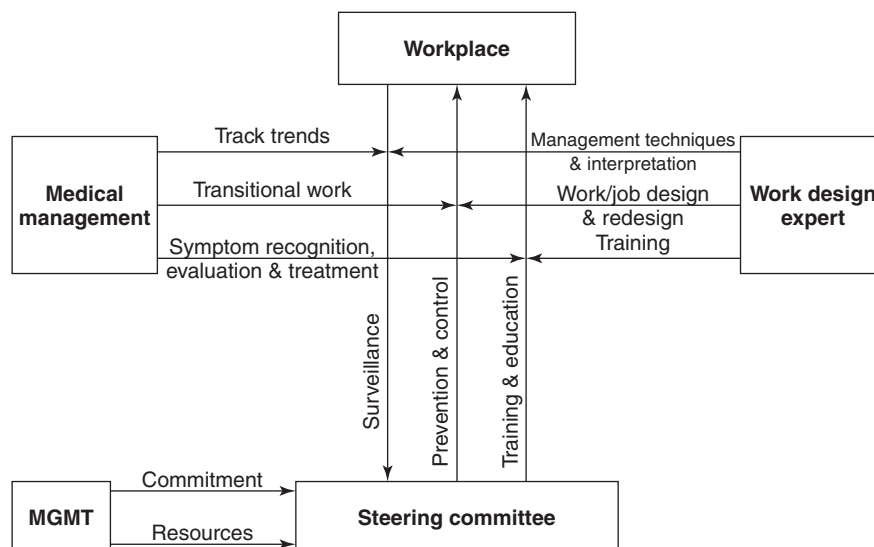 Workplace
Track trends
Management techniques
& interpretation
Medical
management
Transitional work
Work/job design
& redesign
Work design
expert
Symptom recognition,
evaluation & treatment
Training
Surveillance
Prevention & control
Training & education
Commitment
MGMT
Resources
Steering committee